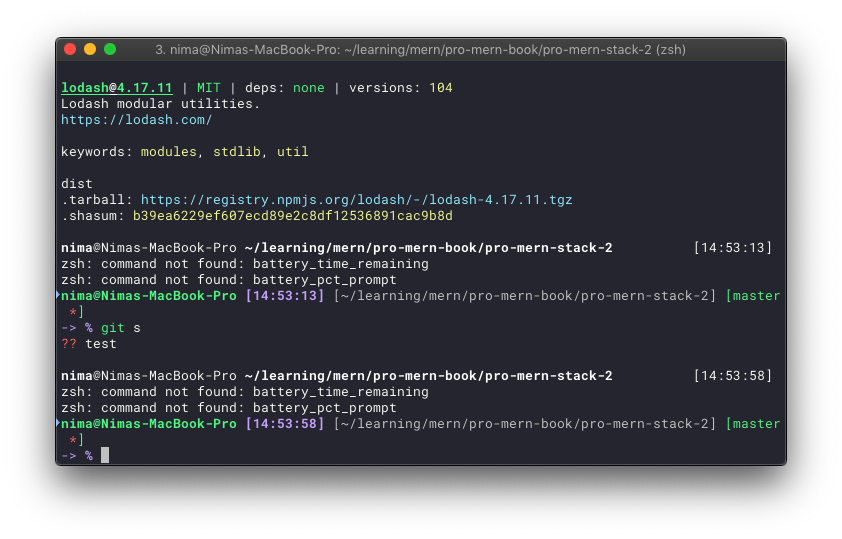 3. nima@Nimas-MacBook-Pro: ~/learning/mern/pro-mern-book/pro-mern-stack-2 (zsh)
lodash@4.17.11 | MIT | deps: none | versions: 104
Lodash modular utilities.
https://lodash.com/
keywords: modules, stdlib, util
dist
.tarball: https://registry.npmjs.org/lodash/-/lodash-4.17.11.tgz
.shasum: b39ea6229ef607ecd89e2c8df12536891cac9b8d
nima@Nimas-MacBook-Pro ~/learning/mern/pro-mern-book/pro-mern-stack-2 [14:53:13]
zsh: command not found: battery_time_remaining
zsh: command not found: battery_pct_prompt
nima@Nimas-MacBook-Pro [14:53:13] [~/learning/mern/pro-mern-book/pro-mern-stack-2] [master
*]
-> % git s
?? test
nima@Nimas-MacBook-Pro ~/learning/mern/pro-mern-book/pro-mern-stack-2 [14:53:58]
zsh: command not found: battery_time_remaining
zsh: command not found: battery_pct_prompt
nima@Nimas-MacBook-Pro [14:53:58] [~/learning/mern/pro-mern-book/pro-mern-stack-2] [master
*]
-> %